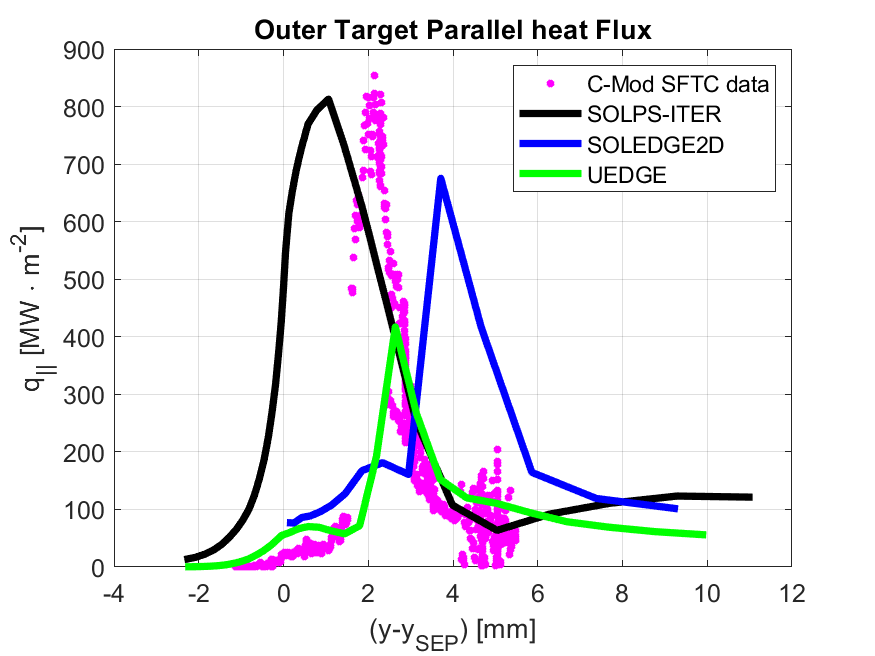 Outer Target Parallel heat Flux
900
800
700
600
500
400
300
200
100
0
q|| [MW · m-2]
C-Mod SFTC data
SOLPS-ITER
SOLEDGE2D
UEDGE
-4 -2 0 2 4 6 8 10 12
(y-ySEP) [mm]